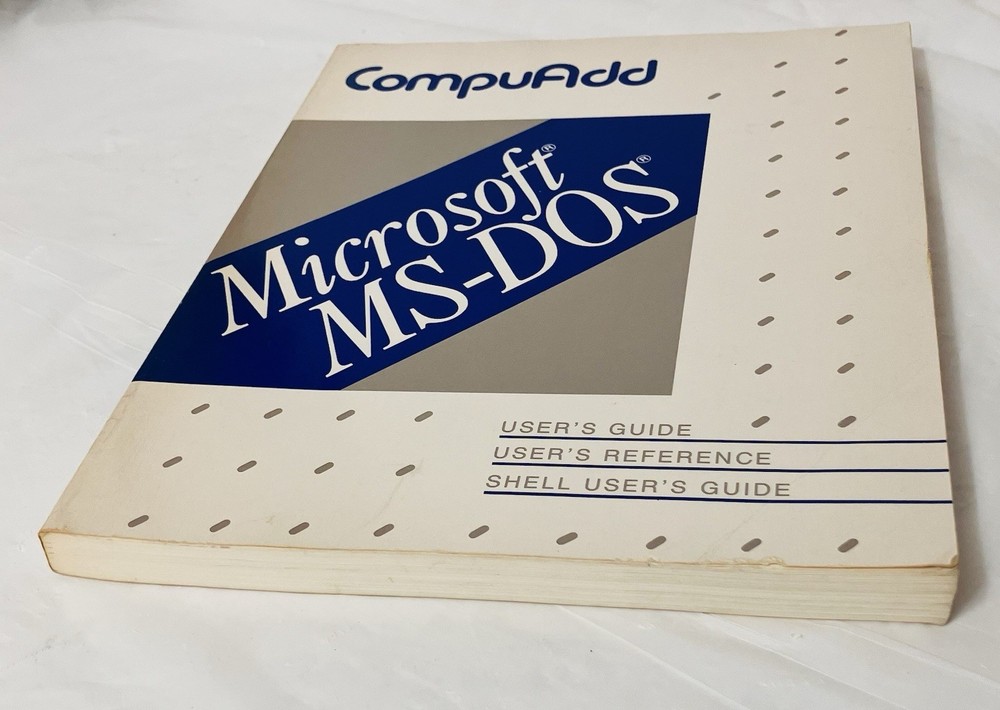 CompuAdd
Microsoft®
MS-DOS®
USER'S GUIDE
USER'S REFERENCE
SHELL USER'S GUIDE